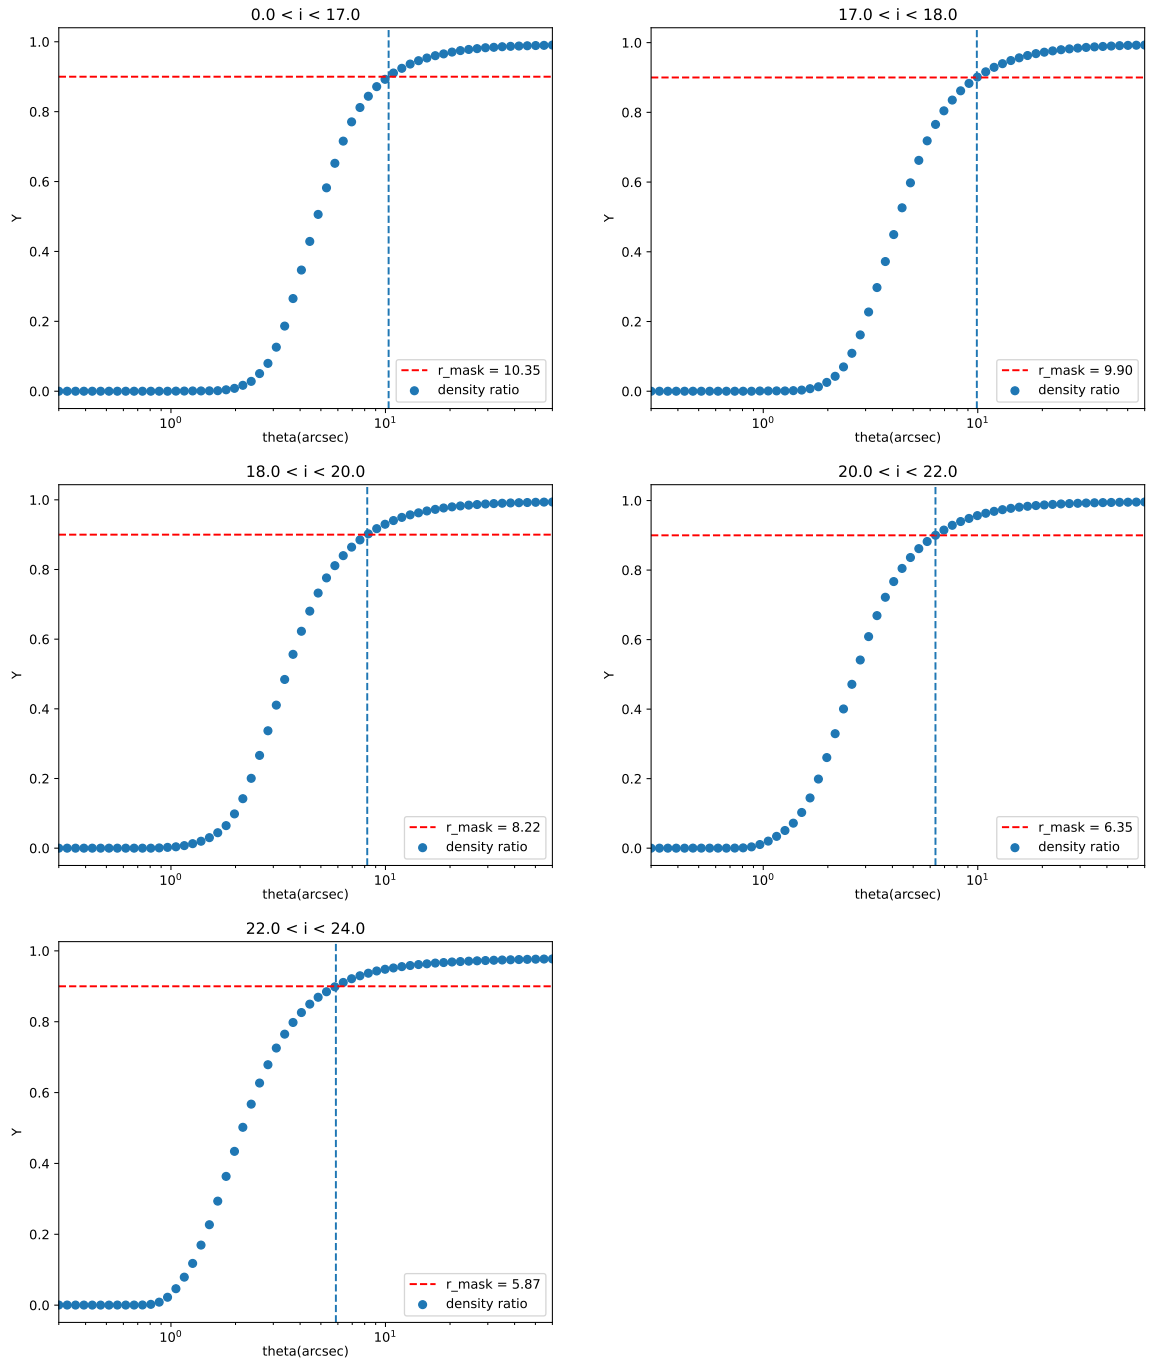 0.0 < i < 17.0
1.0
0.8
0.6
0.4
0.2
0.0
Y
10⁰
10¹
theta(arcsec)
r_mask = 10.35
density ratio
17.0 < i < 18.0
1.0
0.8
0.6
0.4
0.2
0.0
Y
10⁰
10¹
theta(arcsec)
r_mask = 9.90
density ratio
18.0 < i < 20.0
1.0
0.8
0.6
0.4
0.2
0.0
Y
10⁰
10¹
theta(arcsec)
r_mask = 8.22
density ratio
20.0 < i < 22.0
1.0
0.8
0.6
0.4
0.2
0.0
Y
10⁰
10¹
theta(arcsec)
r_mask = 6.35
density ratio
22.0 < i < 24.0
1.0
0.8
0.6
0.4
0.2
0.0
Y
10⁰
10¹
theta(arcsec)
r_mask = 5.87
density ratio